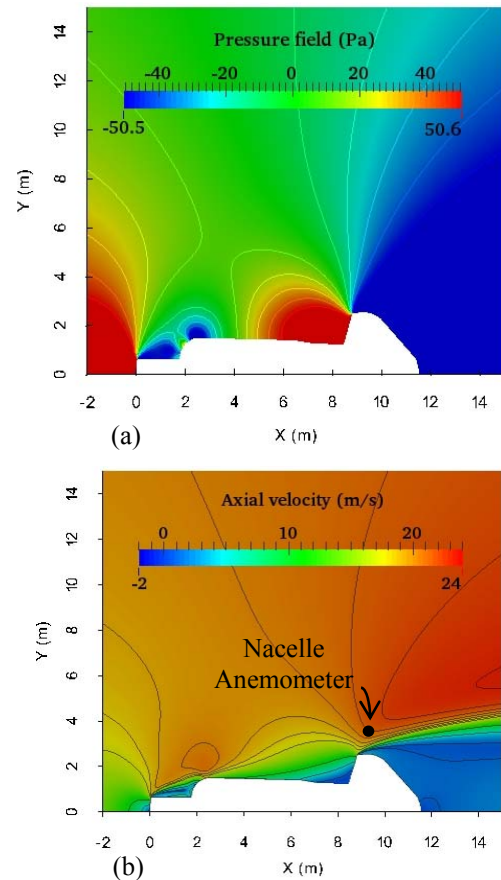 Pressure field (Pa)
-40 -20 0 20 40
-50.5 50.6
14
12
10
8
6
4
2
0
Y (m)
-2 0 2 4 6 8 10 12 14
X (m)
(a)
Axial velocity (m/s)
0 10 20
-2 24
Nacelle
Anemometer
14
12
10
8
6
4
2
0
Y (m)
-2 0 2 4 6 8 10 12 14
X (m)
(b)